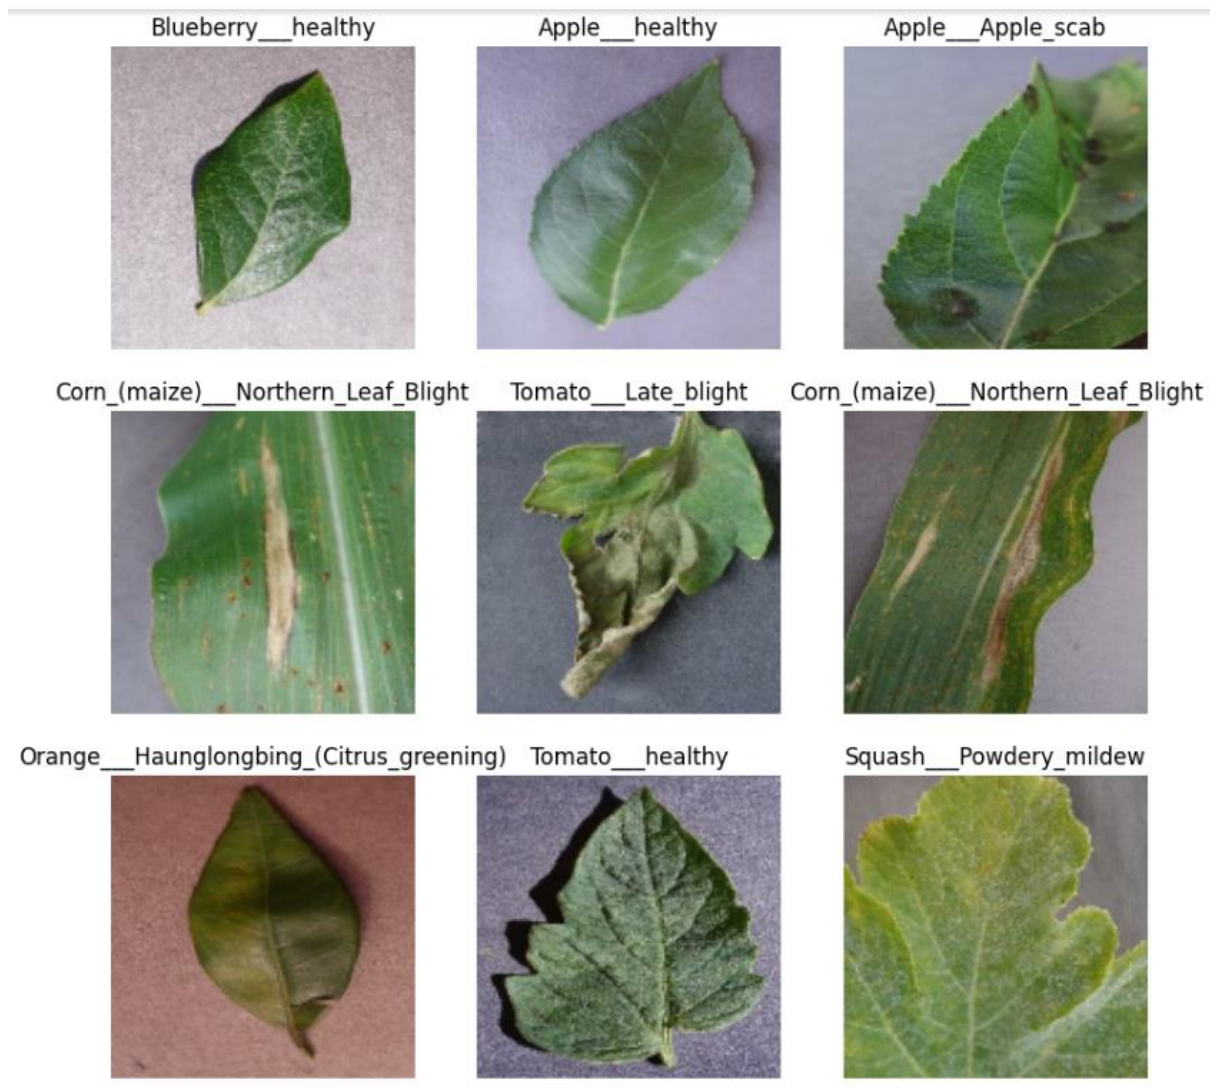 Blueberry___healthy
Apple___healthy
Apple___Apple_scab
Corn_(maize)___Northern_Leaf_Blight
Tomato___Late_blight
Corn_(maize)___Northern_Leaf_Blight
Orange___Haunglongbing_(Citrus_greening)
Tomato___healthy
Squash___Powdery_mildew